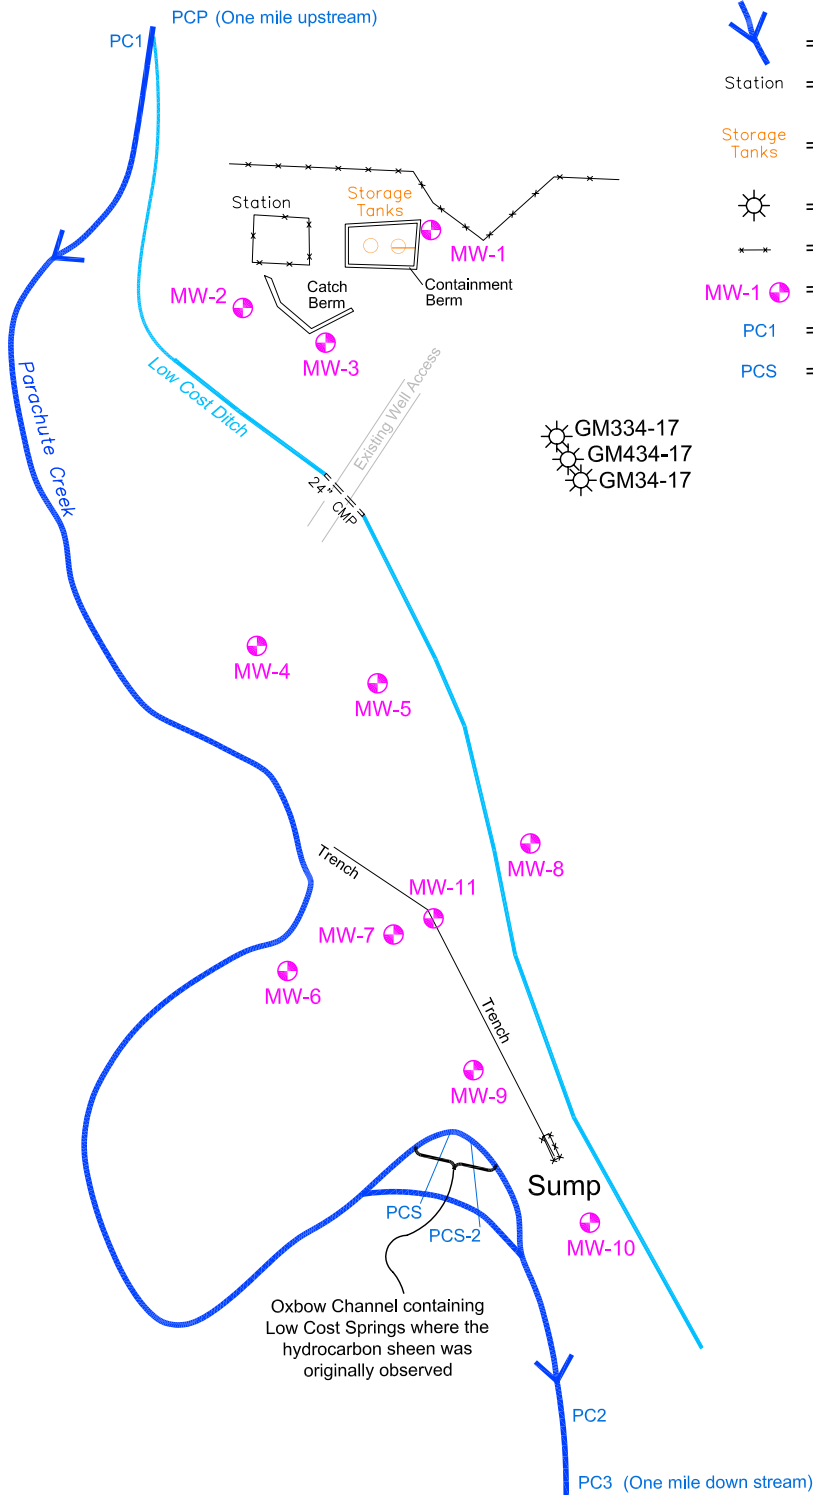 PCP (One mile upstream)
PC1
Station =
Storage
Tanks =
=
=
MW-1 =
PC1 =
PCS =
Station
Storage
Tanks
MW-1
Containment
Berm
Catch
Berm
MW-2
MW-3
Low Cost Ditch
Existing Well Access
24" CMP
Parachute Creek
GM334-17
GM434-17
GM34-17
MW-4
MW-5
MW-8
Trench
MW-11
MW-7
MW-6
Trench
MW-9
Sump
PCS
PCS-2
MW-10
Oxbow Channel containing
Low Cost Springs where the
hydrocarbon sheen was
originally observed
PC2
PC3 (One mile down stream)